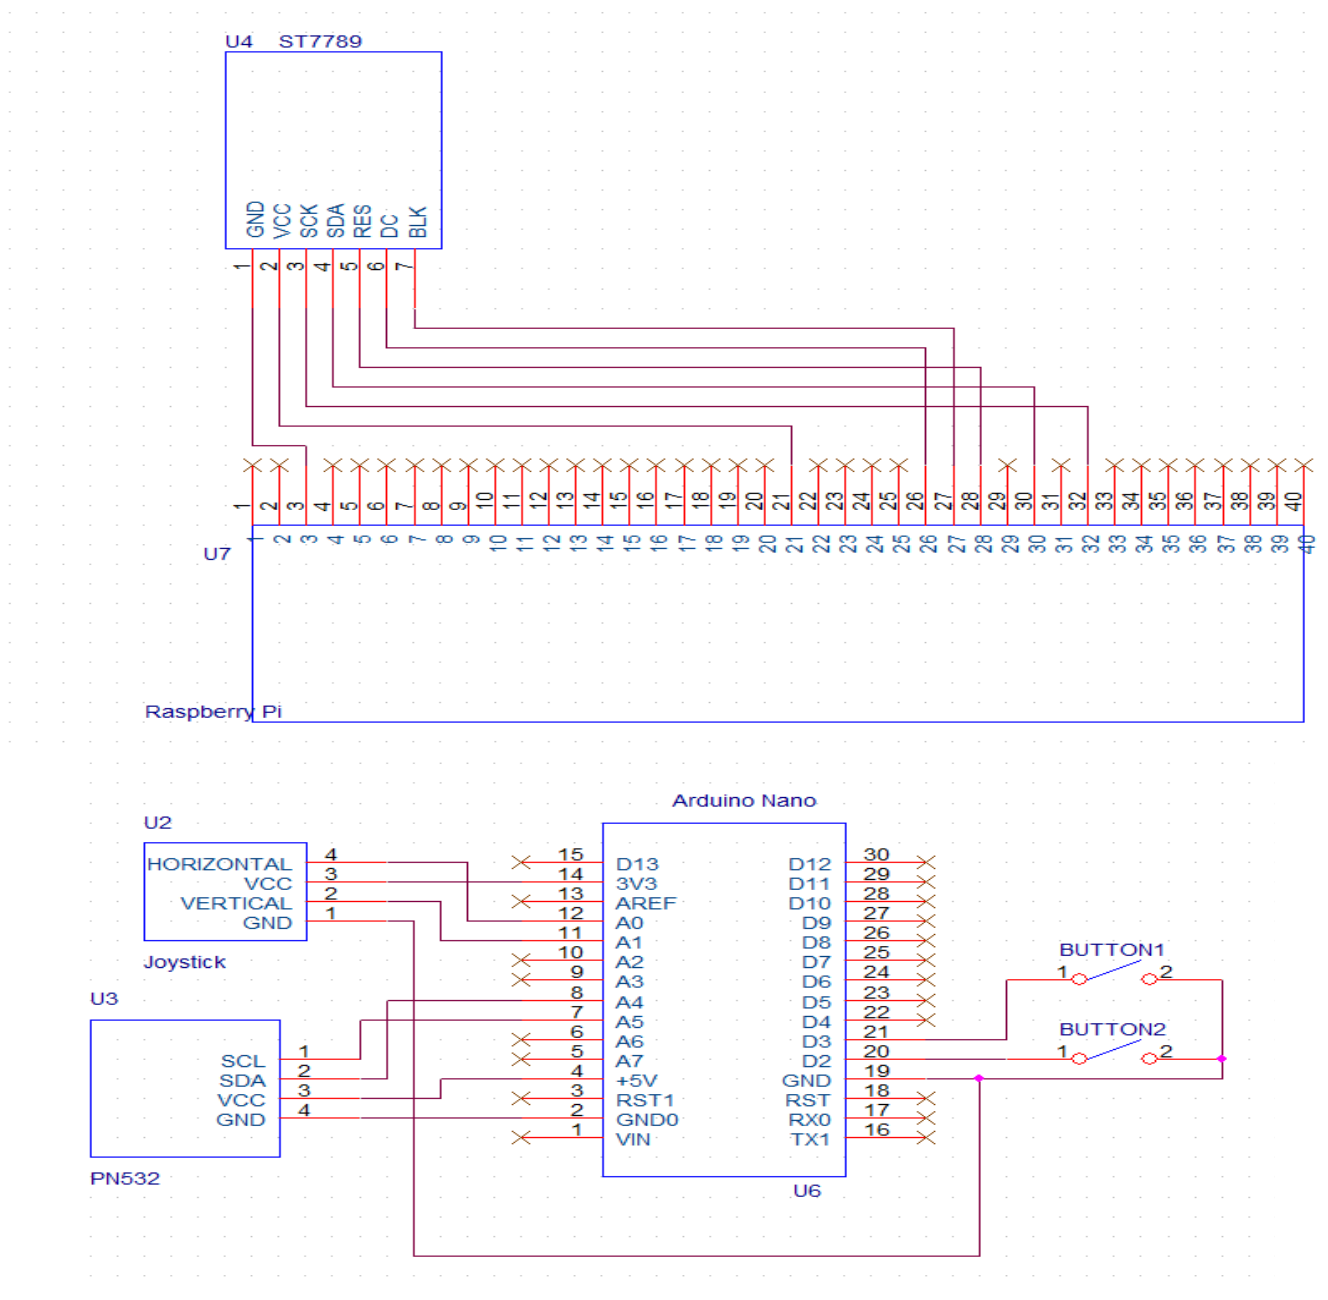 U4 ST7789
GND VCC SCK SDA RES DC BLK
1 2 3 4 5 6 7
1 2 3 4 5 6 7 8 9 10 11 12 13 14 15 16 17 18 19 20 21 22 23 24 25 26 27 28 29 30 31 32 33 34 35 36 37 38 39 40
1 2 3 4 5 6 7 8 9 10 11 12 13 14 15 16 17 18 19 20 21 22 23 24 25 26 27 28 29 30 31 32 33 34 35 36 37 38 39 40
U7
Raspberry Pi
Arduino Nano
U2
HORIZONTAL 4
VCC 3
VERTICAL 2
GND 1
Joystick
U3
SCL 1
SDA 2
VCC 3
GND 4
PN532
15 D13 D12 30
14 3V3 D11 29
13 AREF D10 28
12 A0 D9 27
11 A1 D8 26
10 A2 D7 25
9 A3 D6 24
8 A4 D5 23
7 A5 D4 22
6 A6 D3 21
5 A7 D2 20
4 +5V GND 19
3 RST1 RST 18
2 GND0 RX0 17
1 VIN TX1 16
U6
BUTTON1
1 2
BUTTON2
1 2